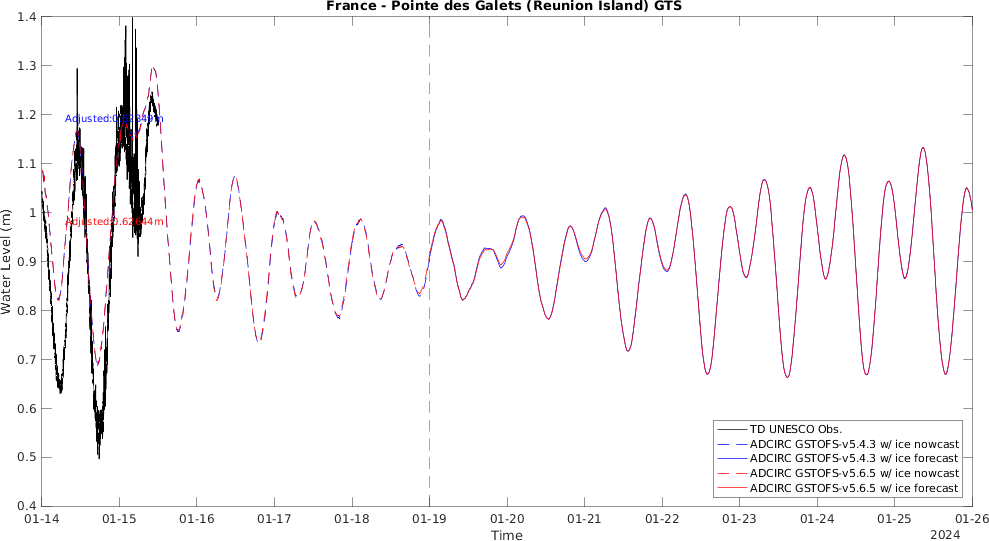 France - Pointe des Galets (Reunion Island) GTS
Water Level (m)
1.4
1.3
1.2
1.1
1
0.9
0.8
0.7
0.6
0.5
0.4
Adjusted:0.62644m
TD UNESCO Obs.
ADCIRC GSTOFS-v5.4.3 w/ ice nowcast
ADCIRC GSTOFS-v5.4.3 w/ ice forecast
ADCIRC GSTOFS-v5.6.5 w/ ice nowcast
ADCIRC GSTOFS-v5.6.5 w/ ice forecast
01-14 01-15 01-16 01-17 01-18 01-19 01-20 01-21 01-22 01-23 01-24 01-25 01-26
Time
2024